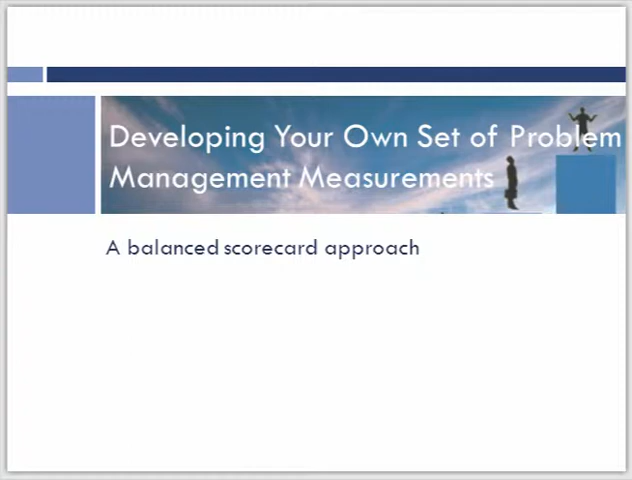 Developing Your Own Set of Problem
Management Measurements
A balanced scorecard approach